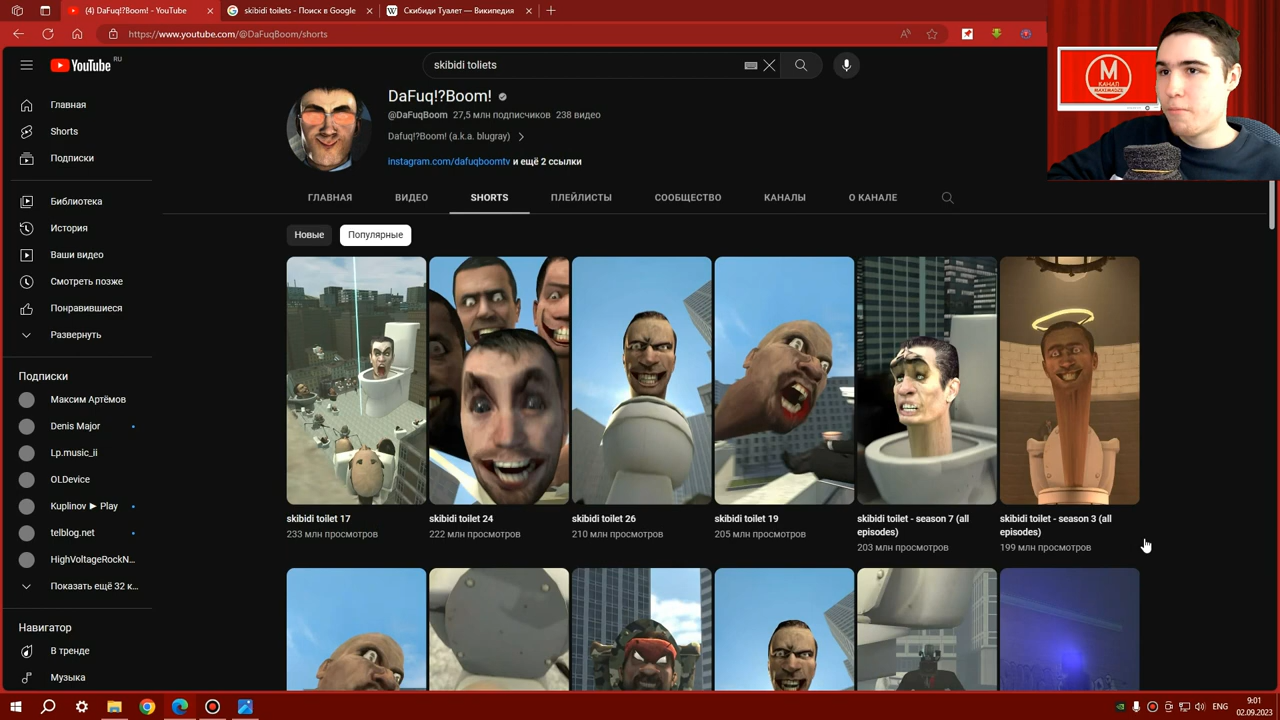 (4) DaFuq!?Boom! - YouTube
skibidi toilets - Поиск в Google
Скибиди Туалет — Википедия
https://www.youtube.com/@DaFuqBoom/shorts
YouTube RU
skibidi toliets
М
КАНАЛ
Главная
Shorts
Подписки
Библиотека
История
Ваши видео
Смотреть позже
Понравившиеся
Развернуть
Подписки
Максим Артёмов
Denis Major
Lp.music_ii
OLDevice
Kuplinov ► Play
telblog.net
HighVoltageRockN...
Показать ещё 32 к...
Навигатор
В тренде
Музыка
DaFuq!?Boom!
@DaFuqBoom 27,5 млн подписчиков 238 видео
Dafuq!?Boom! (a.k.a. blugray)
instagram.com/dafuqboomtv и ещё 2 ссылки
ГЛАВНАЯ ВИДЕО SHORTS ПЛЕЙЛИСТЫ СООБЩЕСТВО КАНАЛЫ О КАНАЛЕ
Новые Популярные
skibidi toilet 17
233 млн просмотров
skibidi toilet 24
222 млн просмотров
skibidi toilet 26
210 млн просмотров
skibidi toilet 19
205 млн просмотров
skibidi toilet - season 7 (all
episodes)
203 млн просмотров
skibidi toilet - season 3 (all
episodes)
199 млн просмотров
ENG
9:01
02.09.2023